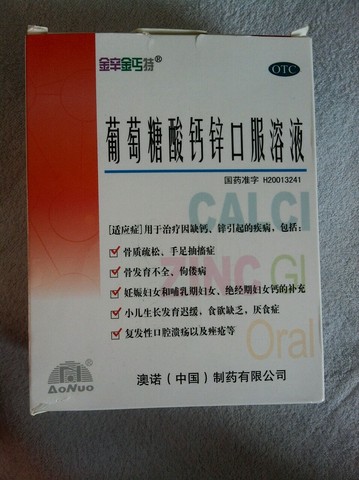 锌金钙特®
OTC
葡萄糖酸钙锌口服溶液
国药准字 H20013241
CALCI
ZINC GL
Oral
[适应症]用于治疗因缺钙、锌引起的疾病,包括:
骨质疏松、手足抽搐症
骨发育不全、佝偻病
妊娠妇女和哺乳期妇女、绝经期妇女钙的补充
小儿生长发育迟缓,食欲缺乏,厌食症
复发性口腔溃疡以及痤疮等
AoNuo
澳诺(中国)制药有限公司